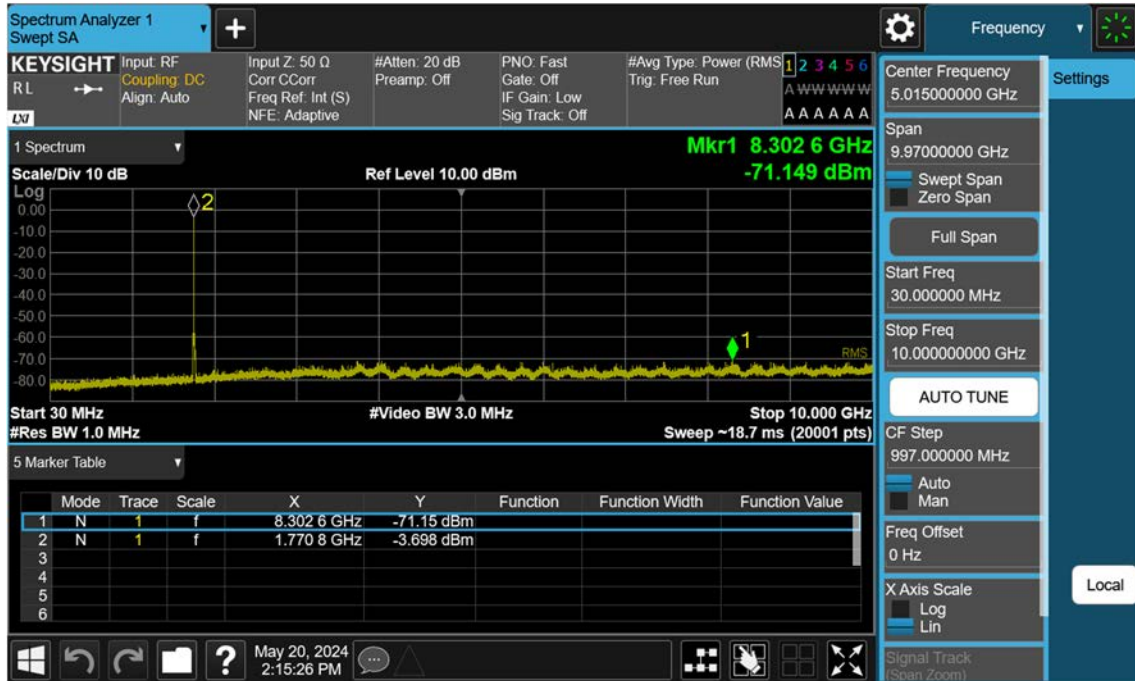 Spectrum Analyzer 1
Swept SA
+
Frequency
KEYSIGHT
R L
LXI
Input: RF
Coupling: DC
Align: Auto
Input Z: 50 Ω
Corr CCorr
Freq Ref: Int (S)
NFE: Adaptive
#Atten: 20 dB
Preamp: Off
PNO: Fast
Gate: Off
IF Gain: Low
Sig Track: Off
#Avg Type: Power (RMS
Trig: Free Run
1 2 3 4 5 6
A W W W W W
A A A A A A
1 Spectrum
Scale/Div 10 dB
Ref Level 10.00 dBm
Mkr1 8.302 6 GHz
-71.149 dBm
Log
0.00
-10.0
-20.0
-30.0
-40.0
-50.0
-60.0
-70.0
-80.0
2
1
RMS
Start 30 MHz
#Video BW 3.0 MHz
Stop 10.000 GHz
#Res BW 1.0 MHz
Sweep ~18.7 ms (20001 pts)
5 Marker Table
Mode Trace Scale X Y Function Function Width Function Value
1 N 1 f 8.302 6 GHz -71.15 dBm
2 N 1 f 1.770 8 GHz -3.698 dBm
3
4
5
6
?
May 20, 2024
2:15:26 PM
Center Frequency
5.015000000 GHz
Span
9.97000000 GHz
Swept Span
Zero Span
Full Span
Start Freq
30.000000 MHz
Stop Freq
10.000000000 GHz
AUTO TUNE
CF Step
997.000000 MHz
Auto
Man
Freq Offset
0 Hz
X Axis Scale
Log
Lin
Signal Track
(Span Zoom)
Settings
Local